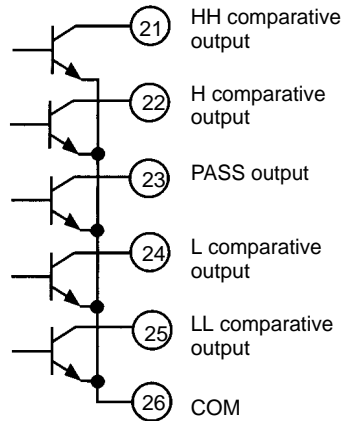 21 HH comparative
output
22 H comparative
output
23 PASS output
24 L comparative
output
25 LL comparative
output
26 COM